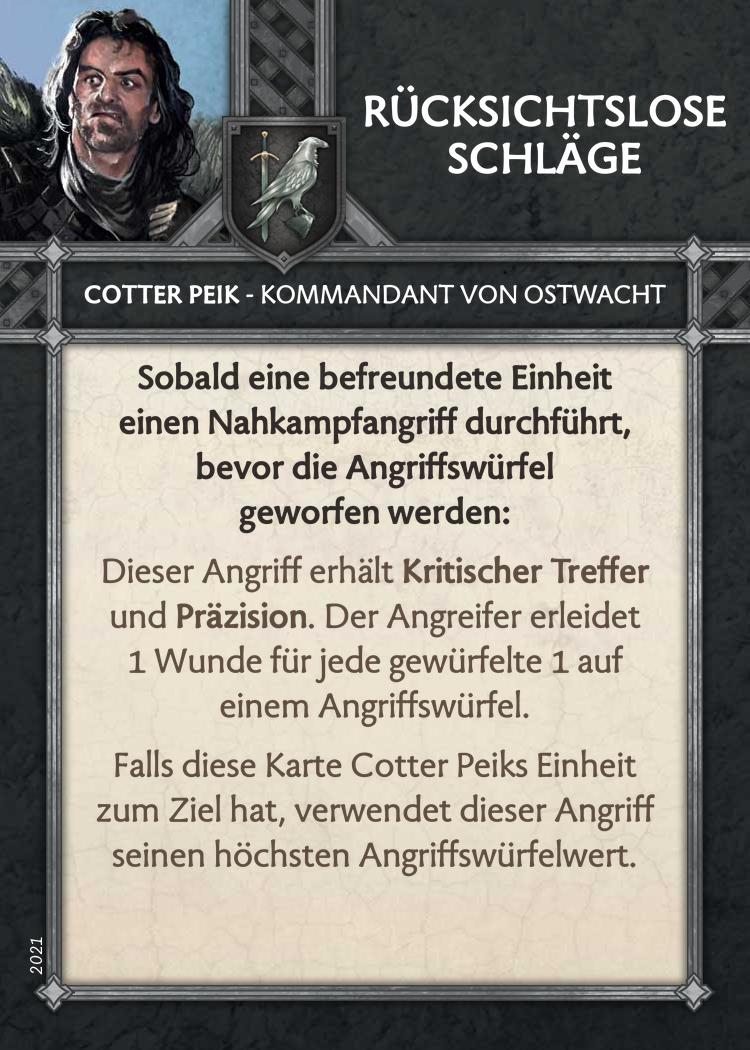 RÜCKSICHTSLOSE
SCHLÄGE
COTTER PEIK - KOMMANDANT VON OSTWACHT
Sobald eine befreundete Einheit
einen Nahkampfangriff durchführt,
bevor die Angriffswürfel
geworfen werden:
Dieser Angriff erhält Kritischer Treffer
und Präzision. Der Angreifer erleidet
1 Wunde für jede gewürfelte 1 auf
einem Angriffswürfel.
Falls diese Karte Cotter Peiks Einheit
zum Ziel hat, verwendet dieser Angriff
seinen höchsten Angriffswürfelwert.
2021